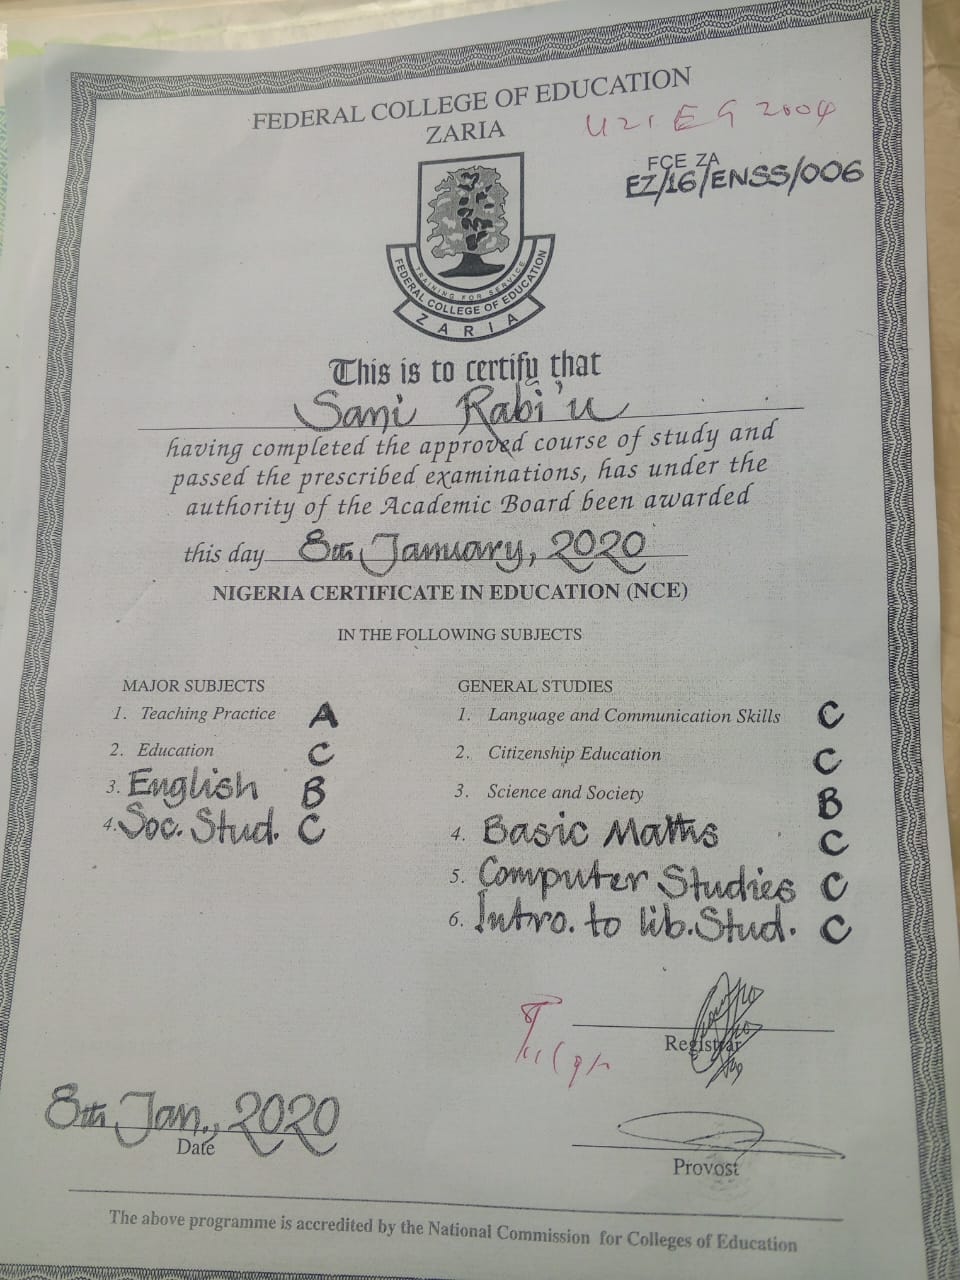 FEDERAL COLLEGE OF EDUCATION
ZARIA
U21 EG 2004
FCE ZA
EZ/16/ENSS/006
TRAINING FOR SERVICE
FEDERAL COLLEGE OF EDUCATION
ZARIA
This is to certify that
Sani Rabi'u
having completed the approved course of study and
passed the prescribed examinations, has under the
authority of the Academic Board been awarded
this day 8th January, 2020
NIGERIA CERTIFICATE IN EDUCATION (NCE)
IN THE FOLLOWING SUBJECTS
MAJOR SUBJECTS
1. Teaching Practice A
2. Education C
3. English B
4. Soc. Stud. C
GENERAL STUDIES
1. Language and Communication Skills C
2. Citizenship Education C
3. Science and Society B
4. Basic Maths C
5. Computer Studies C
6. Intro. to lib. Stud. C
Registrar
8th Jan., 2020
Date
Provost
The above programme is accredited by the National Commission for Colleges of Education